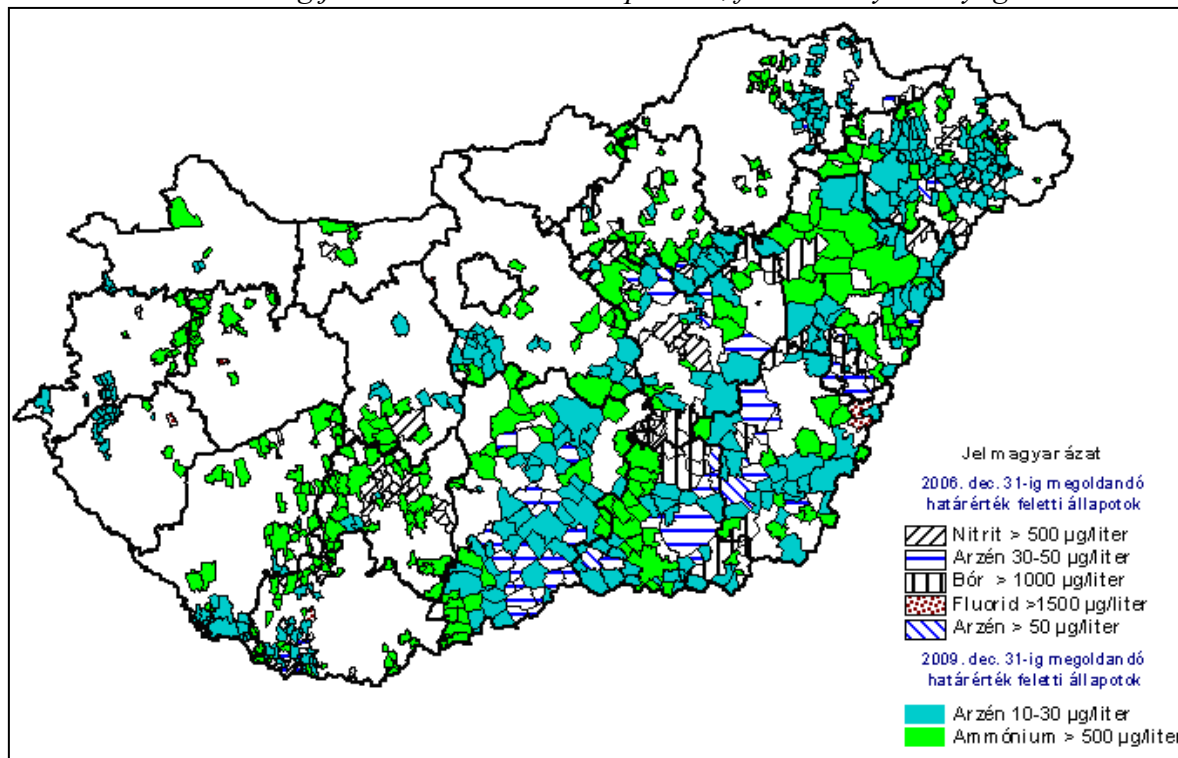 Jelmagyarázat
2006. dec. 31-ig megoldandó
határérték feletti állapotok
Nitrit > 500 µg/liter
Arzén 30-50 µg/liter
Bór > 1000 µg/liter
Fluorid >1500 µg/liter
Arzén > 50 µg/liter
2009. dec. 31-ig megoldandó
határérték feletti állapotok
Arzén 10-30 µg/liter
Ammónium > 500 µg/liter